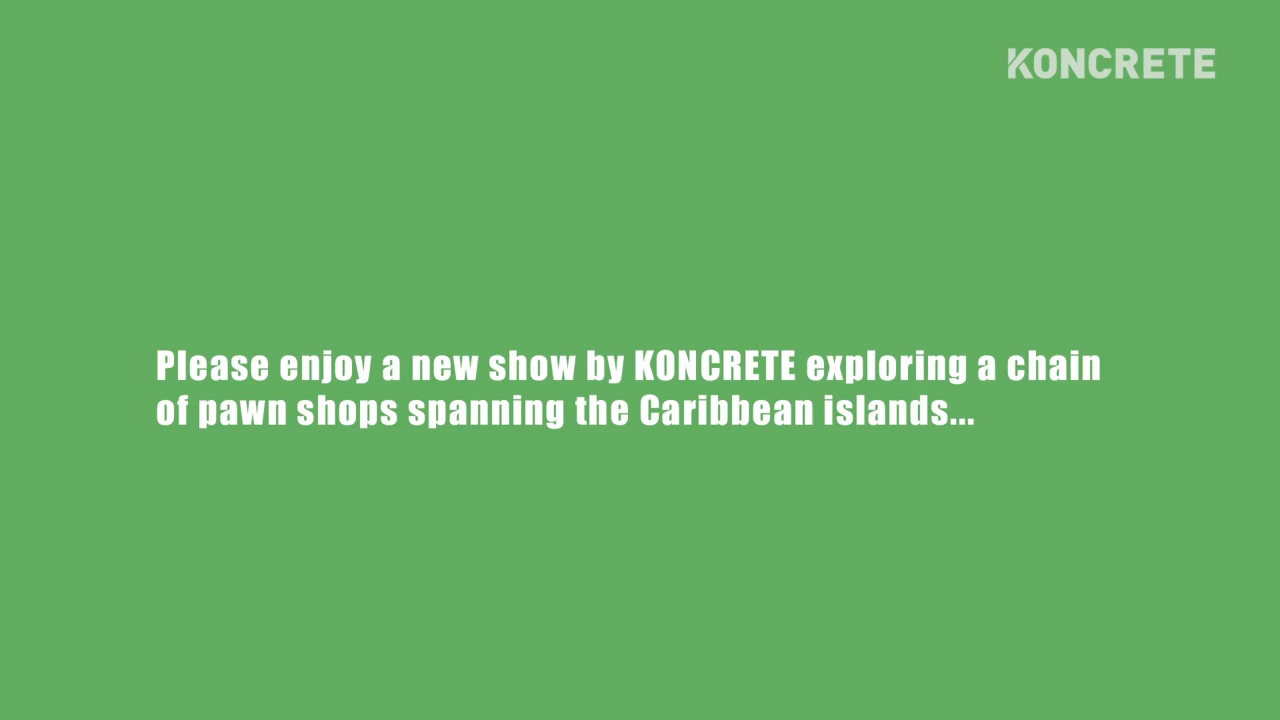 KONCRETE
Please enjoy a new show by KONCRETE exploring a chain
of pawn shops spanning the Caribbean islands...